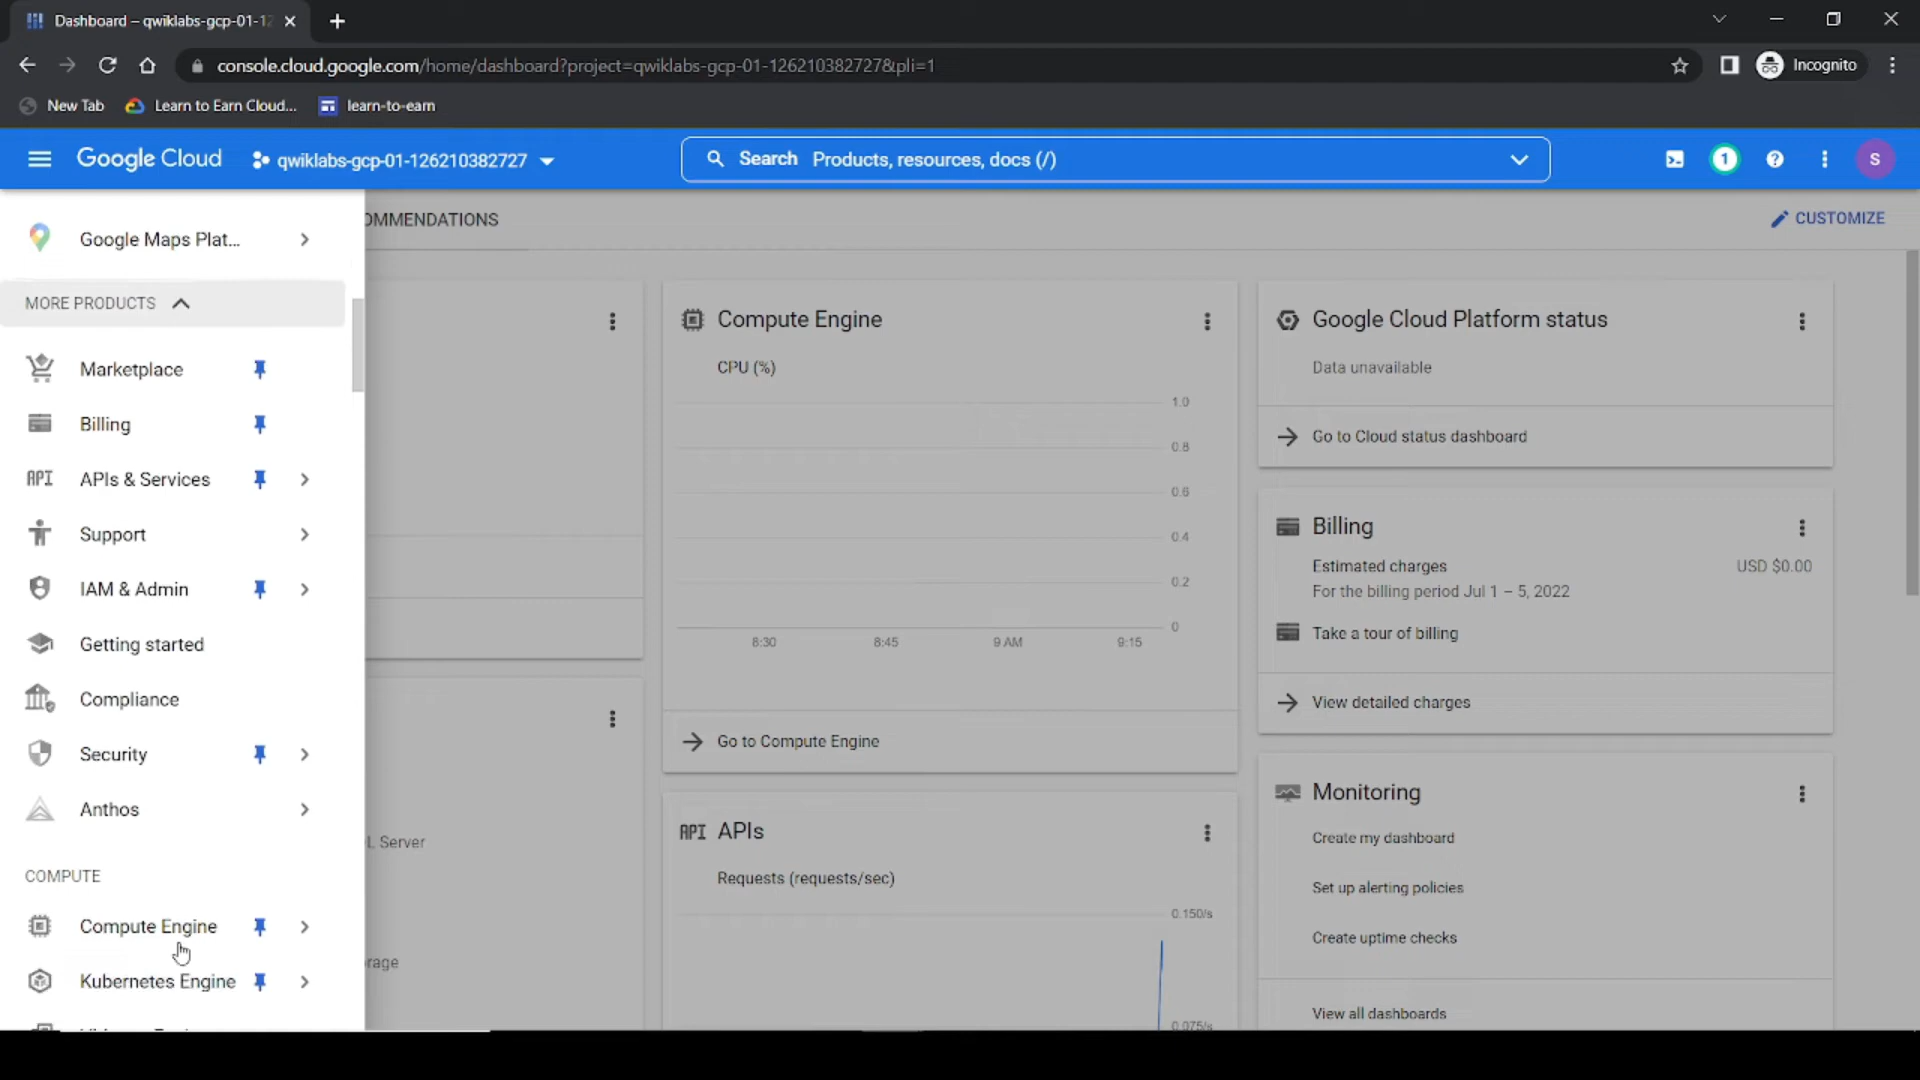 Dashboard – qwiklabs-gcp-01-12
console.cloud.google.com/home/dashboard?project=qwiklabs-gcp-01-126210382727&pli=1
Incognito
New Tab
Learn to Earn Cloud...
learn-to-earn
Google Cloud
qwiklabs-gcp-01-126210382727
Search Products, resources, docs (/)
1
S
Google Maps Plat...
MORE PRODUCTS
Marketplace
Billing
API APIs & Services
Support
IAM & Admin
Getting started
Compliance
Security
Anthos
COMPUTE
Compute Engine
Kubernetes Engine
OMMENDATIONS
CUSTOMIZE
L Server
rage
Compute Engine
CPU (%)
1.0
0.8
0.6
0.4
0.2
0
8:30 8:45 9 AM 9:15
Go to Compute Engine
API APIs
Requests (requests/sec)
0.150/s
0.075/s
Google Cloud Platform status
Data unavailable
Go to Cloud status dashboard
Billing
Estimated charges USD $0.00
For the billing period Jul 1 – 5, 2022
Take a tour of billing
View detailed charges
Monitoring
Create my dashboard
Set up alerting policies
Create uptime checks
View all dashboards